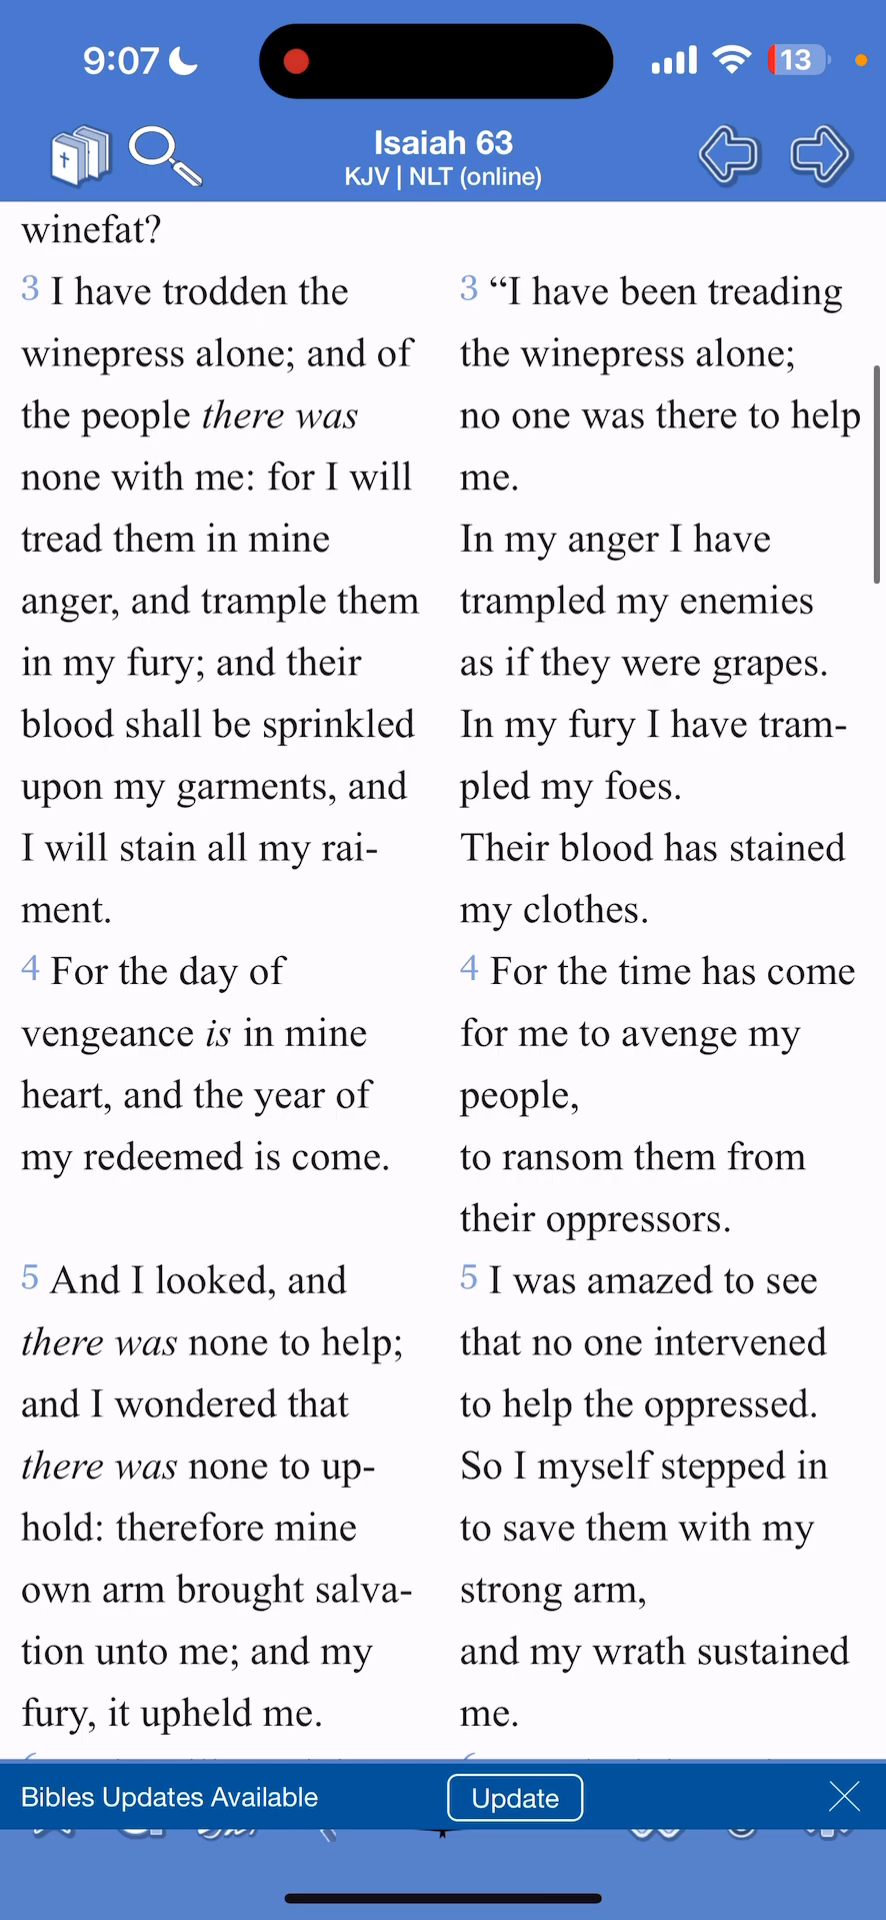 9:07
13
Isaiah 63
KJV | NLT (online)
winefat?
3 I have trodden the
winepress alone; and of
the people there was
none with me: for I will
tread them in mine
anger, and trample them
in my fury; and their
blood shall be sprinkled
upon my garments, and
I will stain all my rai-
ment.
4 For the day of
vengeance is in mine
heart, and the year of
my redeemed is come.
5 And I looked, and
there was none to help;
and I wondered that
there was none to up-
hold: therefore mine
own arm brought salva-
tion unto me; and my
fury, it upheld me.
3 “I have been treading
the winepress alone;
no one was there to help
me.
In my anger I have
trampled my enemies
as if they were grapes.
In my fury I have tram-
pled my foes.
Their blood has stained
my clothes.
4 For the time has come
for me to avenge my
people,
to ransom them from
their oppressors.
5 I was amazed to see
that no one intervened
to help the oppressed.
So I myself stepped in
to save them with my
strong arm,
and my wrath sustained
me.
Bibles Updates Available
Update